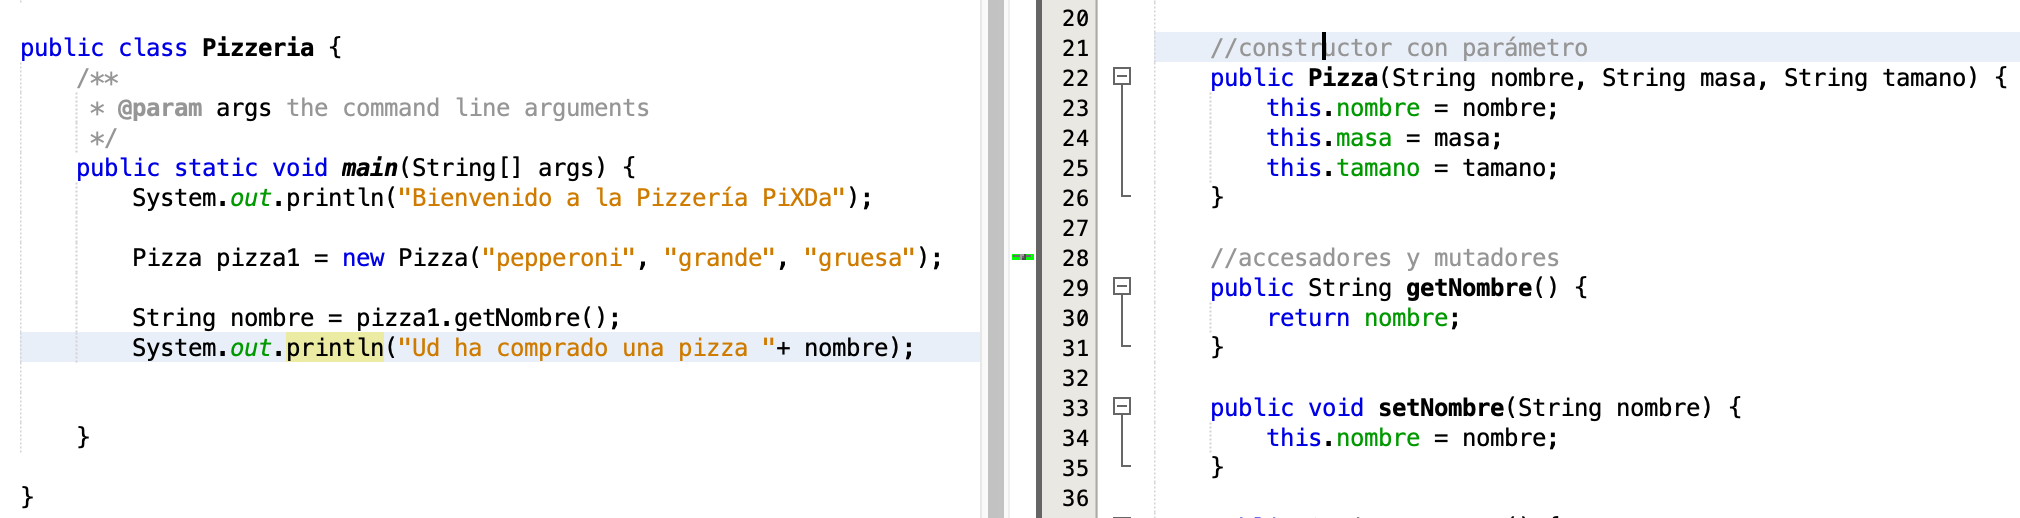 public class Pizzeria {
/**
* @param args the command line arguments
*/
public static void main(String[] args) {
System.out.println("Bienvenido a la Pizzería PiXDa");
Pizza pizza1 = new Pizza("pepperoni", "grande", "gruesa");
String nombre = pizza1.getNombre();
System.out.println("Ud ha comprado una pizza "+ nombre);
}
}
20
21 //constructor con parámetro
22 public Pizza(String nombre, String masa, String tamano) {
23 this.nombre = nombre;
24 this.masa = masa;
25 this.tamano = tamano;
26 }
27
28 //accesadores y mutadores
29 public String getNombre() {
30 return nombre;
31 }
32
33 public void setNombre(String nombre) {
34 this.nombre = nombre;
35 }
36